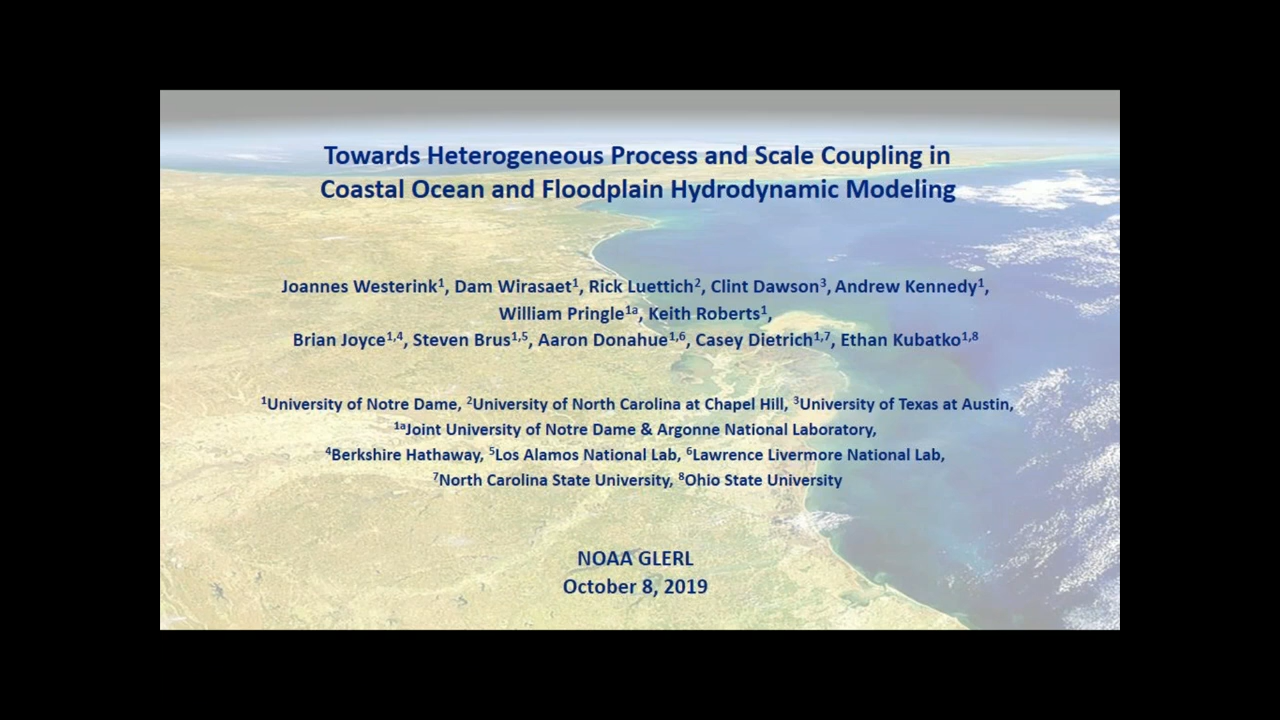 Towards Heterogeneous Process and Scale Coupling in
Coastal Ocean and Floodplain Hydrodynamic Modeling
Joannes Westerink¹, Dam Wirasaet¹, Rick Luettich², Clint Dawson³, Andrew Kennedy¹,
William Pringle¹ᵃ, Keith Roberts¹,
Brian Joyce¹,⁴, Steven Brus¹,⁵, Aaron Donahue¹,⁶, Casey Dietrich¹,⁷, Ethan Kubatko¹,⁸
¹University of Notre Dame, ²University of North Carolina at Chapel Hill, ³University of Texas at Austin,
¹ᵃJoint University of Notre Dame & Argonne National Laboratory,
⁴Berkshire Hathaway, ⁵Los Alamos National Lab, ⁶Lawrence Livermore National Lab,
⁷North Carolina State University, ⁸Ohio State University
NOAA GLERL
October 8, 2019